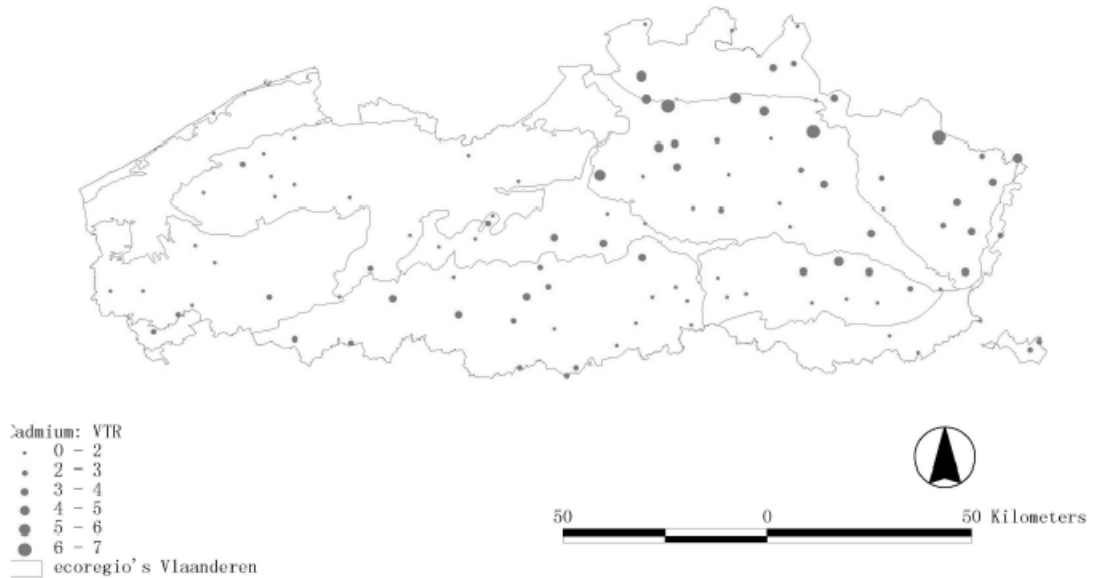 Cadmium: VTR
0 - 2
2 - 3
3 - 4
4 - 5
5 - 6
6 - 7
ecoregio's Vlaanderen
50 0 50 Kilometers